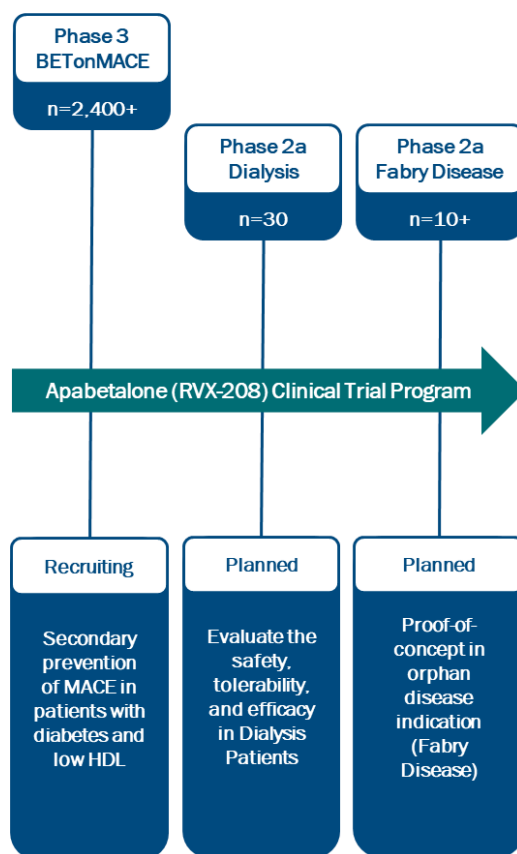 Phase 3
BETonMACE
n=2,400+
Phase 2a
Dialysis
n=30
Phase 2a
Fabry Disease
n=10+
Apabetalone (RVX-208) Clinical Trial Program
Recruiting
Secondary
prevention
of MACE in
patients with
diabetes and
low HDL
Planned
Evaluate the
safety,
tolerability,
and efficacy
in Dialysis
Patients
Planned
Proof-of-
concept in
orphan
disease
indication
(Fabry
Disease)